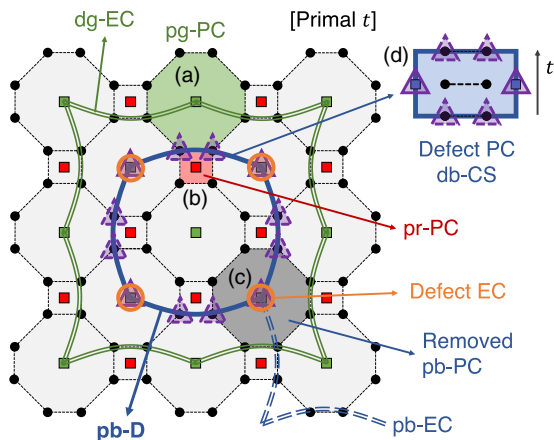 dg-EC
pg-PC
[Primal t]
(a)
(d)
t
Defect PC
db-CS
(b)
pr-PC
(c)
Defect EC
Removed
pb-PC
pb-D
pb-EC